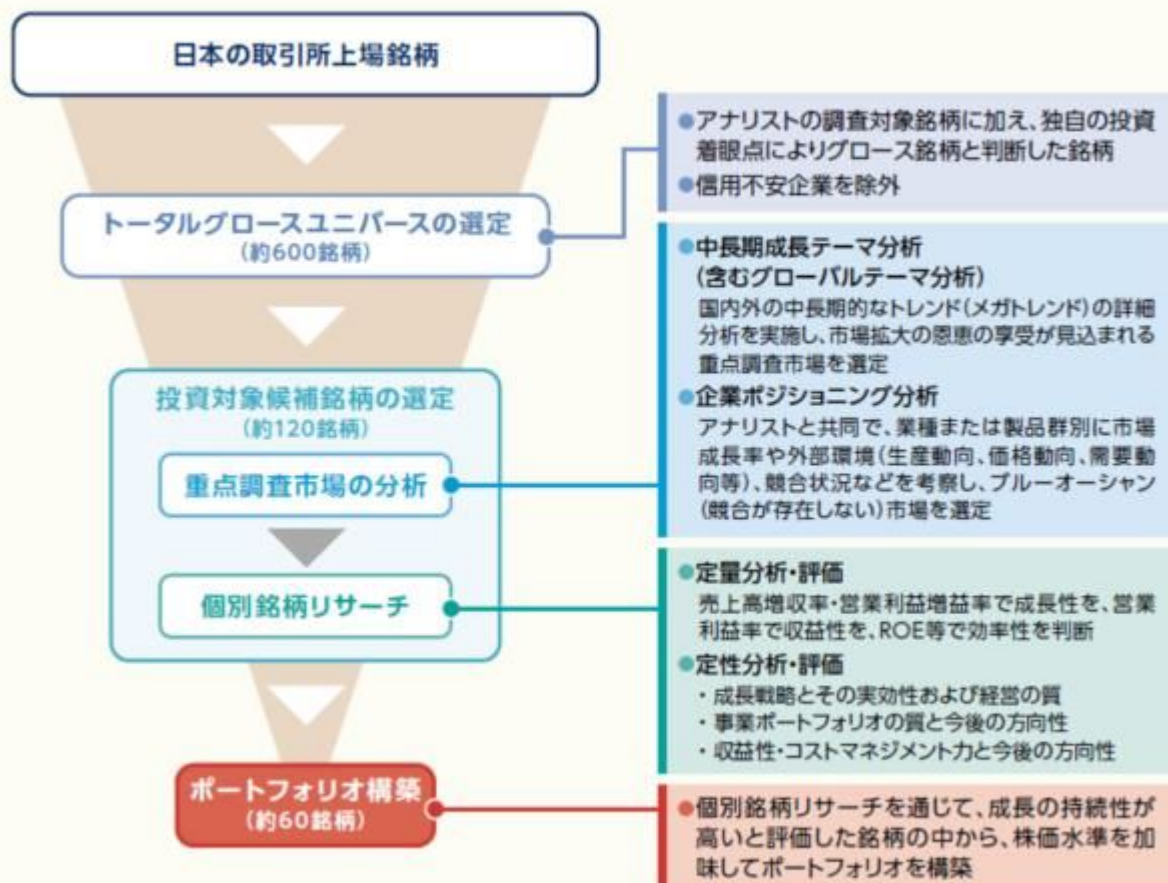 日本の取引所上場銘柄
トータルグロースユニバースの選定
(約600銘柄)
投資対象候補銘柄の選定
(約120銘柄)
重点調査市場の分析
個別銘柄リサーチ
ポートフォリオ構築
(約60銘柄)
●アナリストの調査対象銘柄に加え、独自の投資
着眼点によりグロース銘柄と判断した銘柄
●信用不安企業を除外
●中長期成長テーマ分析
(含むグローバルテーマ分析)
国内外の中長期的なトレンド(メガトレンド)の詳細
分析を実施し、市場拡大の恩恵の享受が見込まれる
重点調査市場を選定
●企業ポジショニング分析
アナリストと共同で、業種または製品群別に市場
成長率や外部環境(生産動向、価格動向、需要動
向等)、競合状況などを考察し、ブルーオーシャン
(競合が存在しない)市場を選定
●定量分析・評価
売上高増収率・営業利益増益率で成長性を、営業
利益率で収益性を、ROE等で効率性を判断
●定性分析・評価
・成長戦略とその実効性および経営の質
・事業ポートフォリオの質と今後の方向性
・収益性・コストマネジメント力と今後の方向性
●個別銘柄リサーチを通じて、成長の持続性が
高いと評価した銘柄の中から、株価水準を加
味してポートフォリオを構築